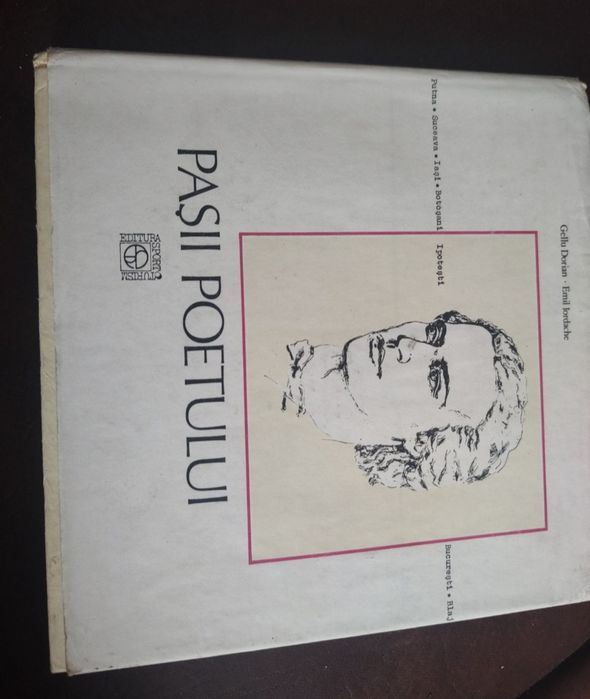 Gellu Dorian · Emil Iordache
Putna • Suceava • Iaşi • Botoşani Ipoteşti Bucureşti • Blaj
PAŞII POETULUI
EDITURA SPORT
TURISM